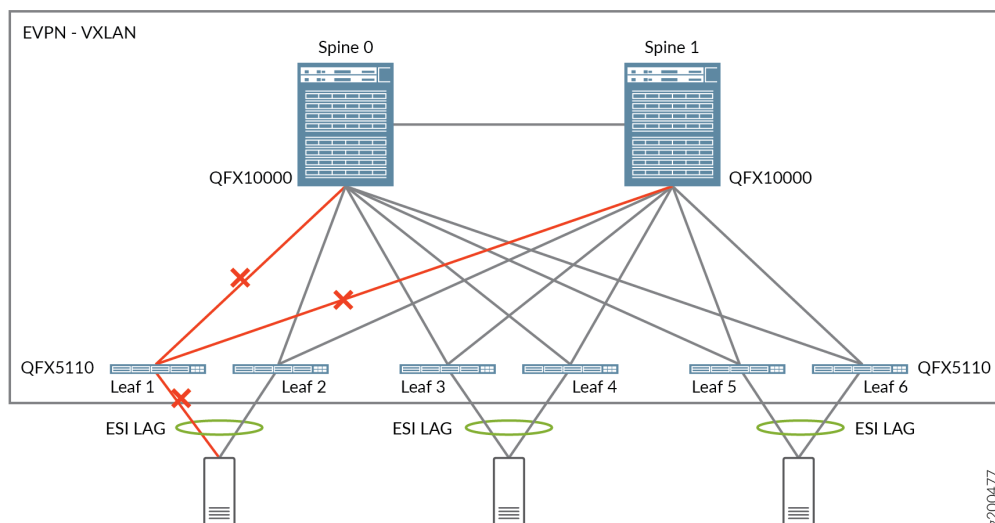 EVPN - VXLAN
Spine 0
Spine 1
QFX10000
QFX10000
QFX5110
QFX5110
Leaf 1
Leaf 2
Leaf 3
Leaf 4
Leaf 5
Leaf 6
ESI LAG
ESI LAG
ESI LAG